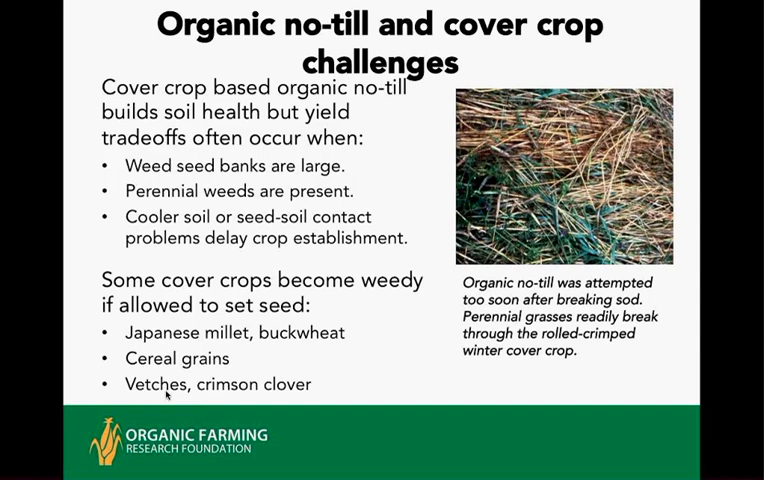 Organic no-till and cover crop
challenges
Cover crop based organic no-till
builds soil health but yield
tradeoffs often occur when:
• Weed seed banks are large.
• Perennial weeds are present.
• Cooler soil or seed-soil contact
problems delay crop establishment.
Some cover crops become weedy
if allowed to set seed:
• Japanese millet, buckwheat
• Cereal grains
• Vetches, crimson clover
Organic no-till was attempted
too soon after breaking sod.
Perennial grasses readily break
through the rolled-crimped
winter cover crop.
ORGANIC FARMING
RESEARCH FOUNDATION